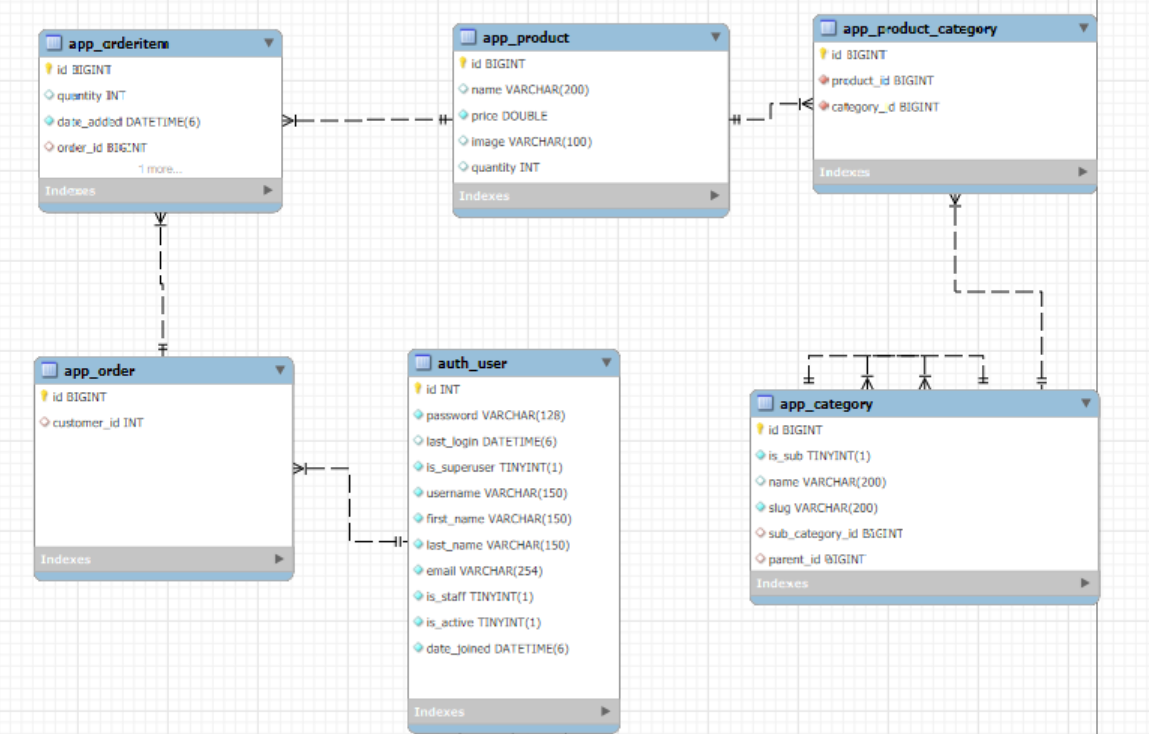 app_orderitem
id BIGINT
quantity INT
date_added DATETIME(6)
order_id BIGINT
1 more...
Indexes
app_product
id BIGINT
name VARCHAR(200)
price DOUBLE
image VARCHAR(100)
quantity INT
Indexes
app_product_category
id BIGINT
product_id BIGINT
category_id BIGINT
Indexes
app_order
id BIGINT
customer_id INT
Indexes
auth_user
id INT
password VARCHAR(128)
last_login DATETIME(6)
is_superuser TINYINT(1)
username VARCHAR(150)
first_name VARCHAR(150)
last_name VARCHAR(150)
email VARCHAR(254)
is_staff TINYINT(1)
is_active TINYINT(1)
date_joined DATETIME(6)
Indexes
app_category
id BIGINT
is_sub TINYINT(1)
name VARCHAR(200)
slug VARCHAR(200)
sub_category_id BIGINT
parent_id BIGINT
Indexes